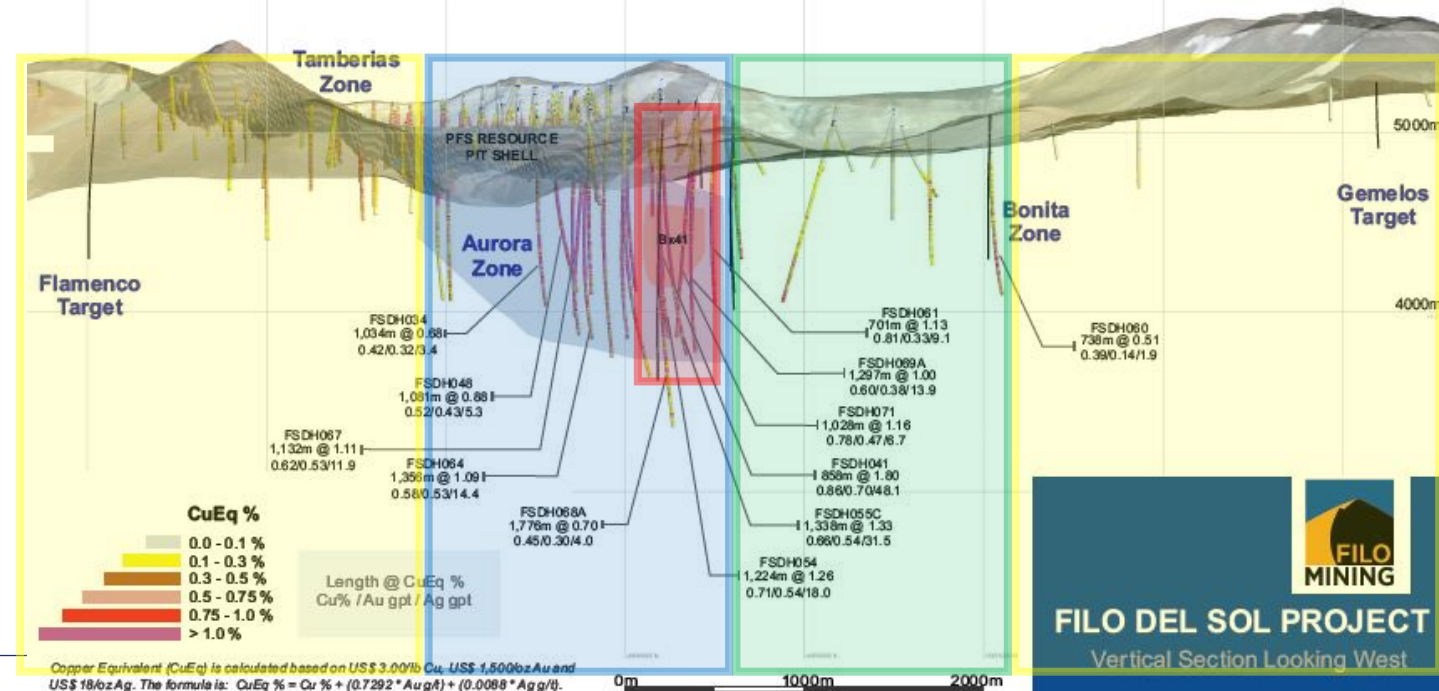 Tamberias
Zone
PFS RESOURCE
PIT SHELL
5000m
Bx41
Aurora
Zone
Bonita
Zone
Gemelos
Target
Flamenco
Target
4000m
FSDH034
1,034m @ 0.68
0.42/0.32/3.4
FSDH061
701m @ 1.13
0.81/0.33/9.1
FSDH060
738m @ 0.51
0.39/0.14/1.9
FSDH069A
1,297m @ 1.00
0.60/0.38/13.9
FSDH048
1,081m @ 0.88
0.52/0.43/5.3
FSDH071
1,028m @ 1.16
0.78/0.47/6.7
FSDH067
1,132m @ 1.11
0.62/0.53/11.9
FSDH064
1,356m @ 1.09
0.58/0.53/14.4
FSDH041
858m @ 1.80
0.86/0.70/48.1
FSDH068A
1,776m @ 0.70
0.45/0.30/4.0
FSDH055C
1,338m @ 1.33
0.66/0.54/31.5
FSDH054
1,224m @ 1.26
0.71/0.54/18.0
CuEq %
0.0 - 0.1 %
0.1 - 0.3 %
0.3 - 0.5 %
0.5 - 0.75 %
0.75 - 1.0 %
> 1.0 %
Length @ CuEq %
Cu% / Au gpt / Ag gpt
FILO
MINING
FILO DEL SOL PROJECT
Vertical Section Looking West
Copper Equivalent (CuEq) is calculated based on US$ 3.00/lb Cu, US$ 1,500/oz Au and
US$ 18/oz Ag. The formula is: CuEq % = Cu % + (0.7292 * Au g/t) + (0.0088 * Ag g/t).
0m 1000m 2000m